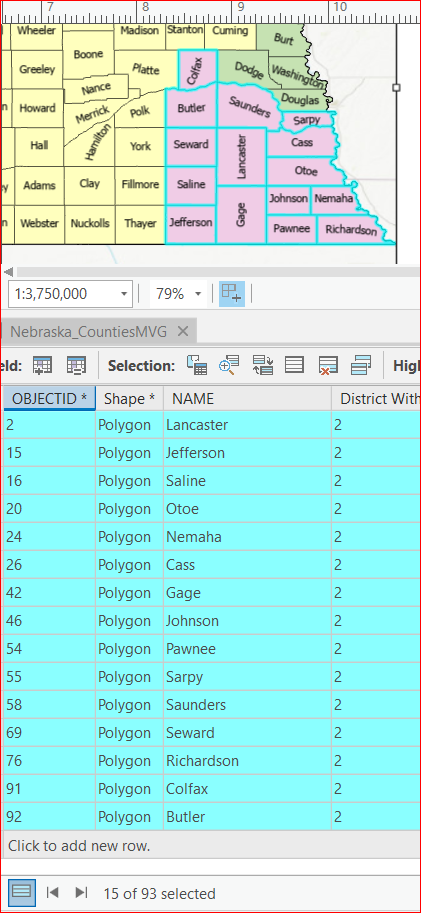 7 8 9 10
Wheeler Madison Stanton Cuming Burt
Boone
Greeley Platte Colfax Dodge Washington
Nance
Howard Merrick Polk Butler Saunders Douglas
Sarpy
Hall Hamilton York Seward Lancaster Cass
Otoe
Adams Clay Fillmore Saline
Johnson Nemaha
Webster Nuckolls Thayer Jefferson Gage Pawnee Richardson
1:3,750,000 79%
Nebraska_CountiesMVG
eld: Selection: High
OBJECTID * Shape * NAME District With
2 Polygon Lancaster 2
15 Polygon Jefferson 2
16 Polygon Saline 2
20 Polygon Otoe 2
24 Polygon Nemaha 2
26 Polygon Cass 2
42 Polygon Gage 2
46 Polygon Johnson 2
54 Polygon Pawnee 2
55 Polygon Sarpy 2
58 Polygon Saunders 2
69 Polygon Seward 2
76 Polygon Richardson 2
91 Polygon Colfax 2
92 Polygon Butler 2
Click to add new row.
15 of 93 selected